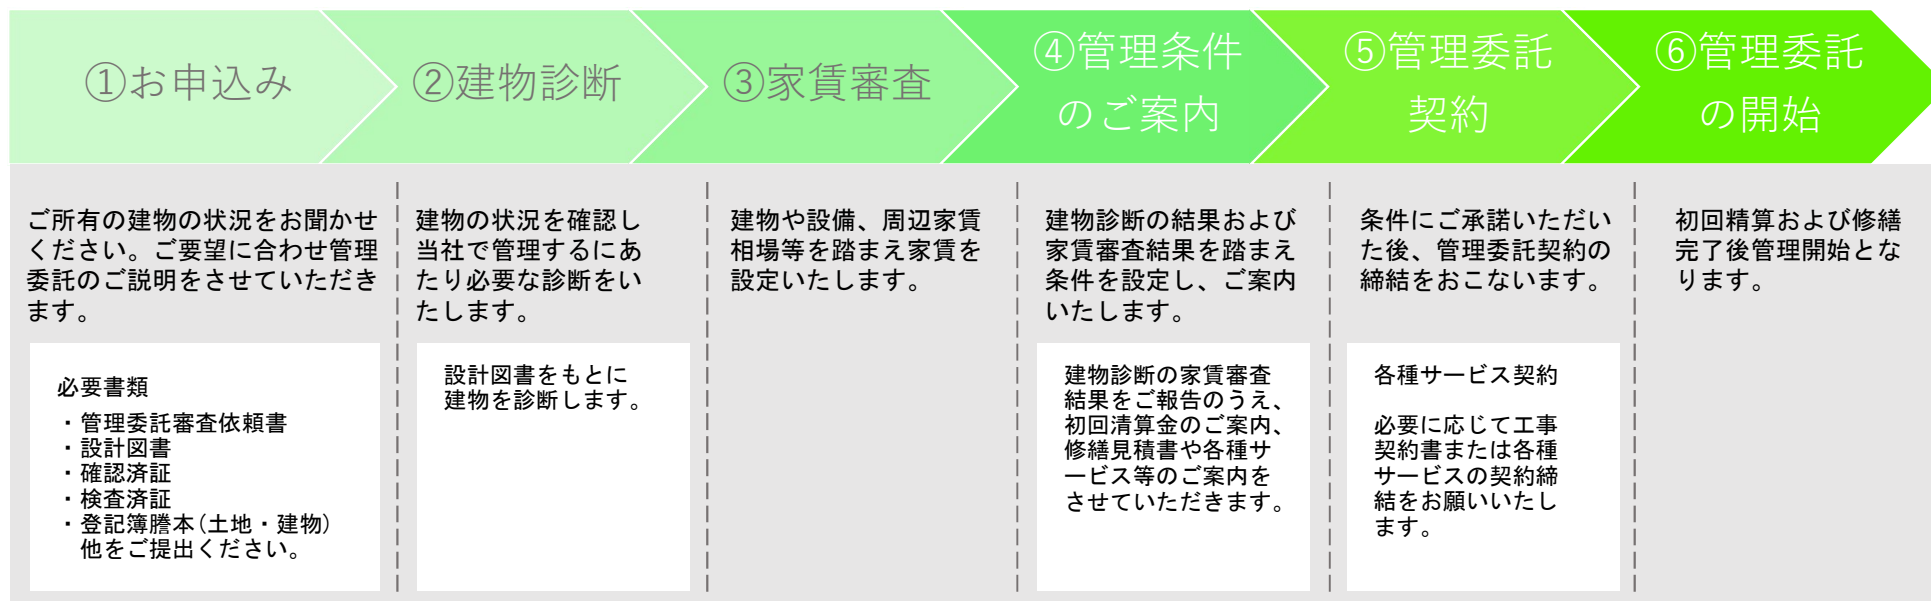 ①お申込み
②建物診断
③家賃審査
④管理条件
のご案内
⑤管理委託
契約
⑥管理委託
の開始
ご所有の建物の状況をお聞かせ
ください。ご要望に合わせ管理
委託のご説明をさせていただき
ます。
必要書類
・管理委託審査依頼書
・設計図書
・確認済証
・検査済証
・登記簿謄本(土地・建物)
他をご提出ください。
建物の状況を確認し
当社で管理するにあ
たり必要な診断をい
たします。
設計図書をもとに
建物を診断します。
建物や設備、周辺家賃
相場等を踏まえ家賃を
設定いたします。
建物診断の結果および
家賃審査結果を踏まえ
条件を設定し、ご案内
いたします。
建物診断の家賃審査
結果をご報告のうえ、
初回清算金のご案内、
修繕見積書や各種サ
ービス等のご案内を
させていただきます。
条件にご承諾いただい
た後、管理委託契約の
締結をおこないます。
各種サービス契約
必要に応じて工事
契約書または各種
サービスの契約締
結をお願いいたし
ます。
初回精算および修繕
完了後管理開始とな
ります。